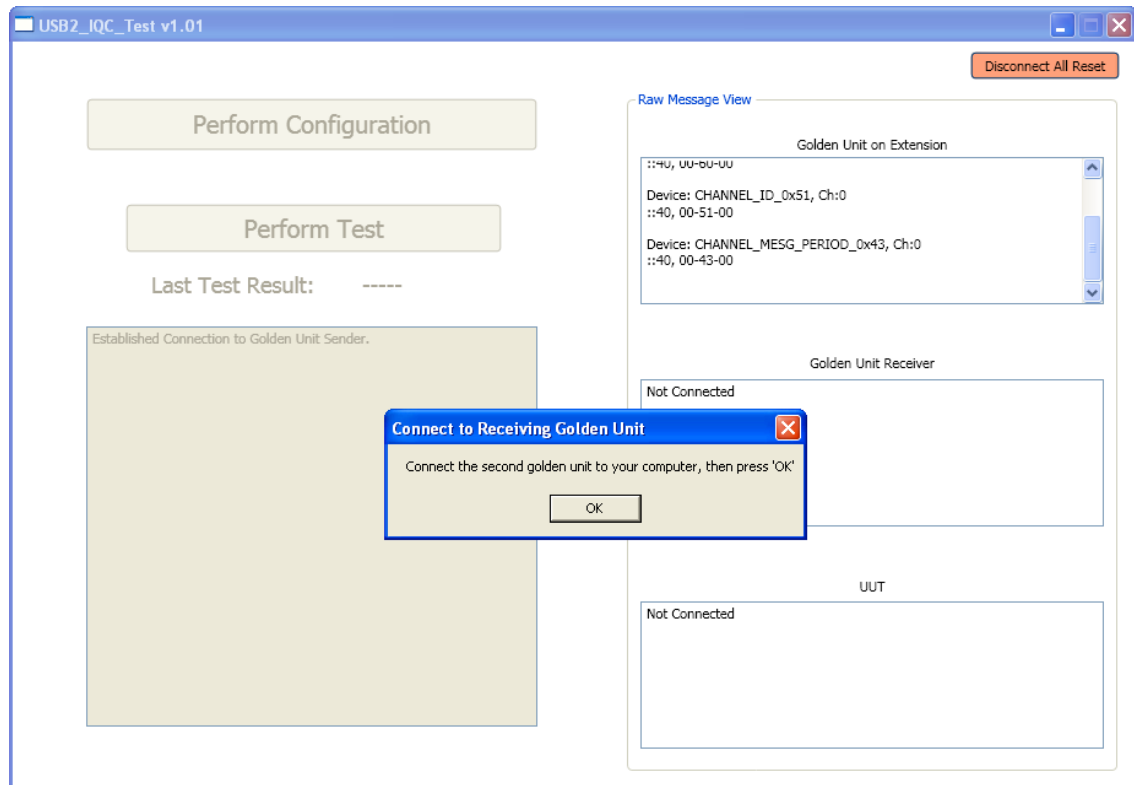 USB2_IQC_Test v1.01
Disconnect All Reset
Perform Configuration
Perform Test
Last Test Result: -----
Established Connection to Golden Unit Sender.
Raw Message View
Golden Unit on Extension
::40, 00-60-00
Device: CHANNEL_ID_0x51, Ch:0
::40, 00-51-00
Device: CHANNEL_MESG_PERIOD_0x43, Ch:0
::40, 00-43-00
Golden Unit Receiver
Not Connected
Connect to Receiving Golden Unit
Connect the second golden unit to your computer, then press 'OK'
OK
UUT
Not Connected